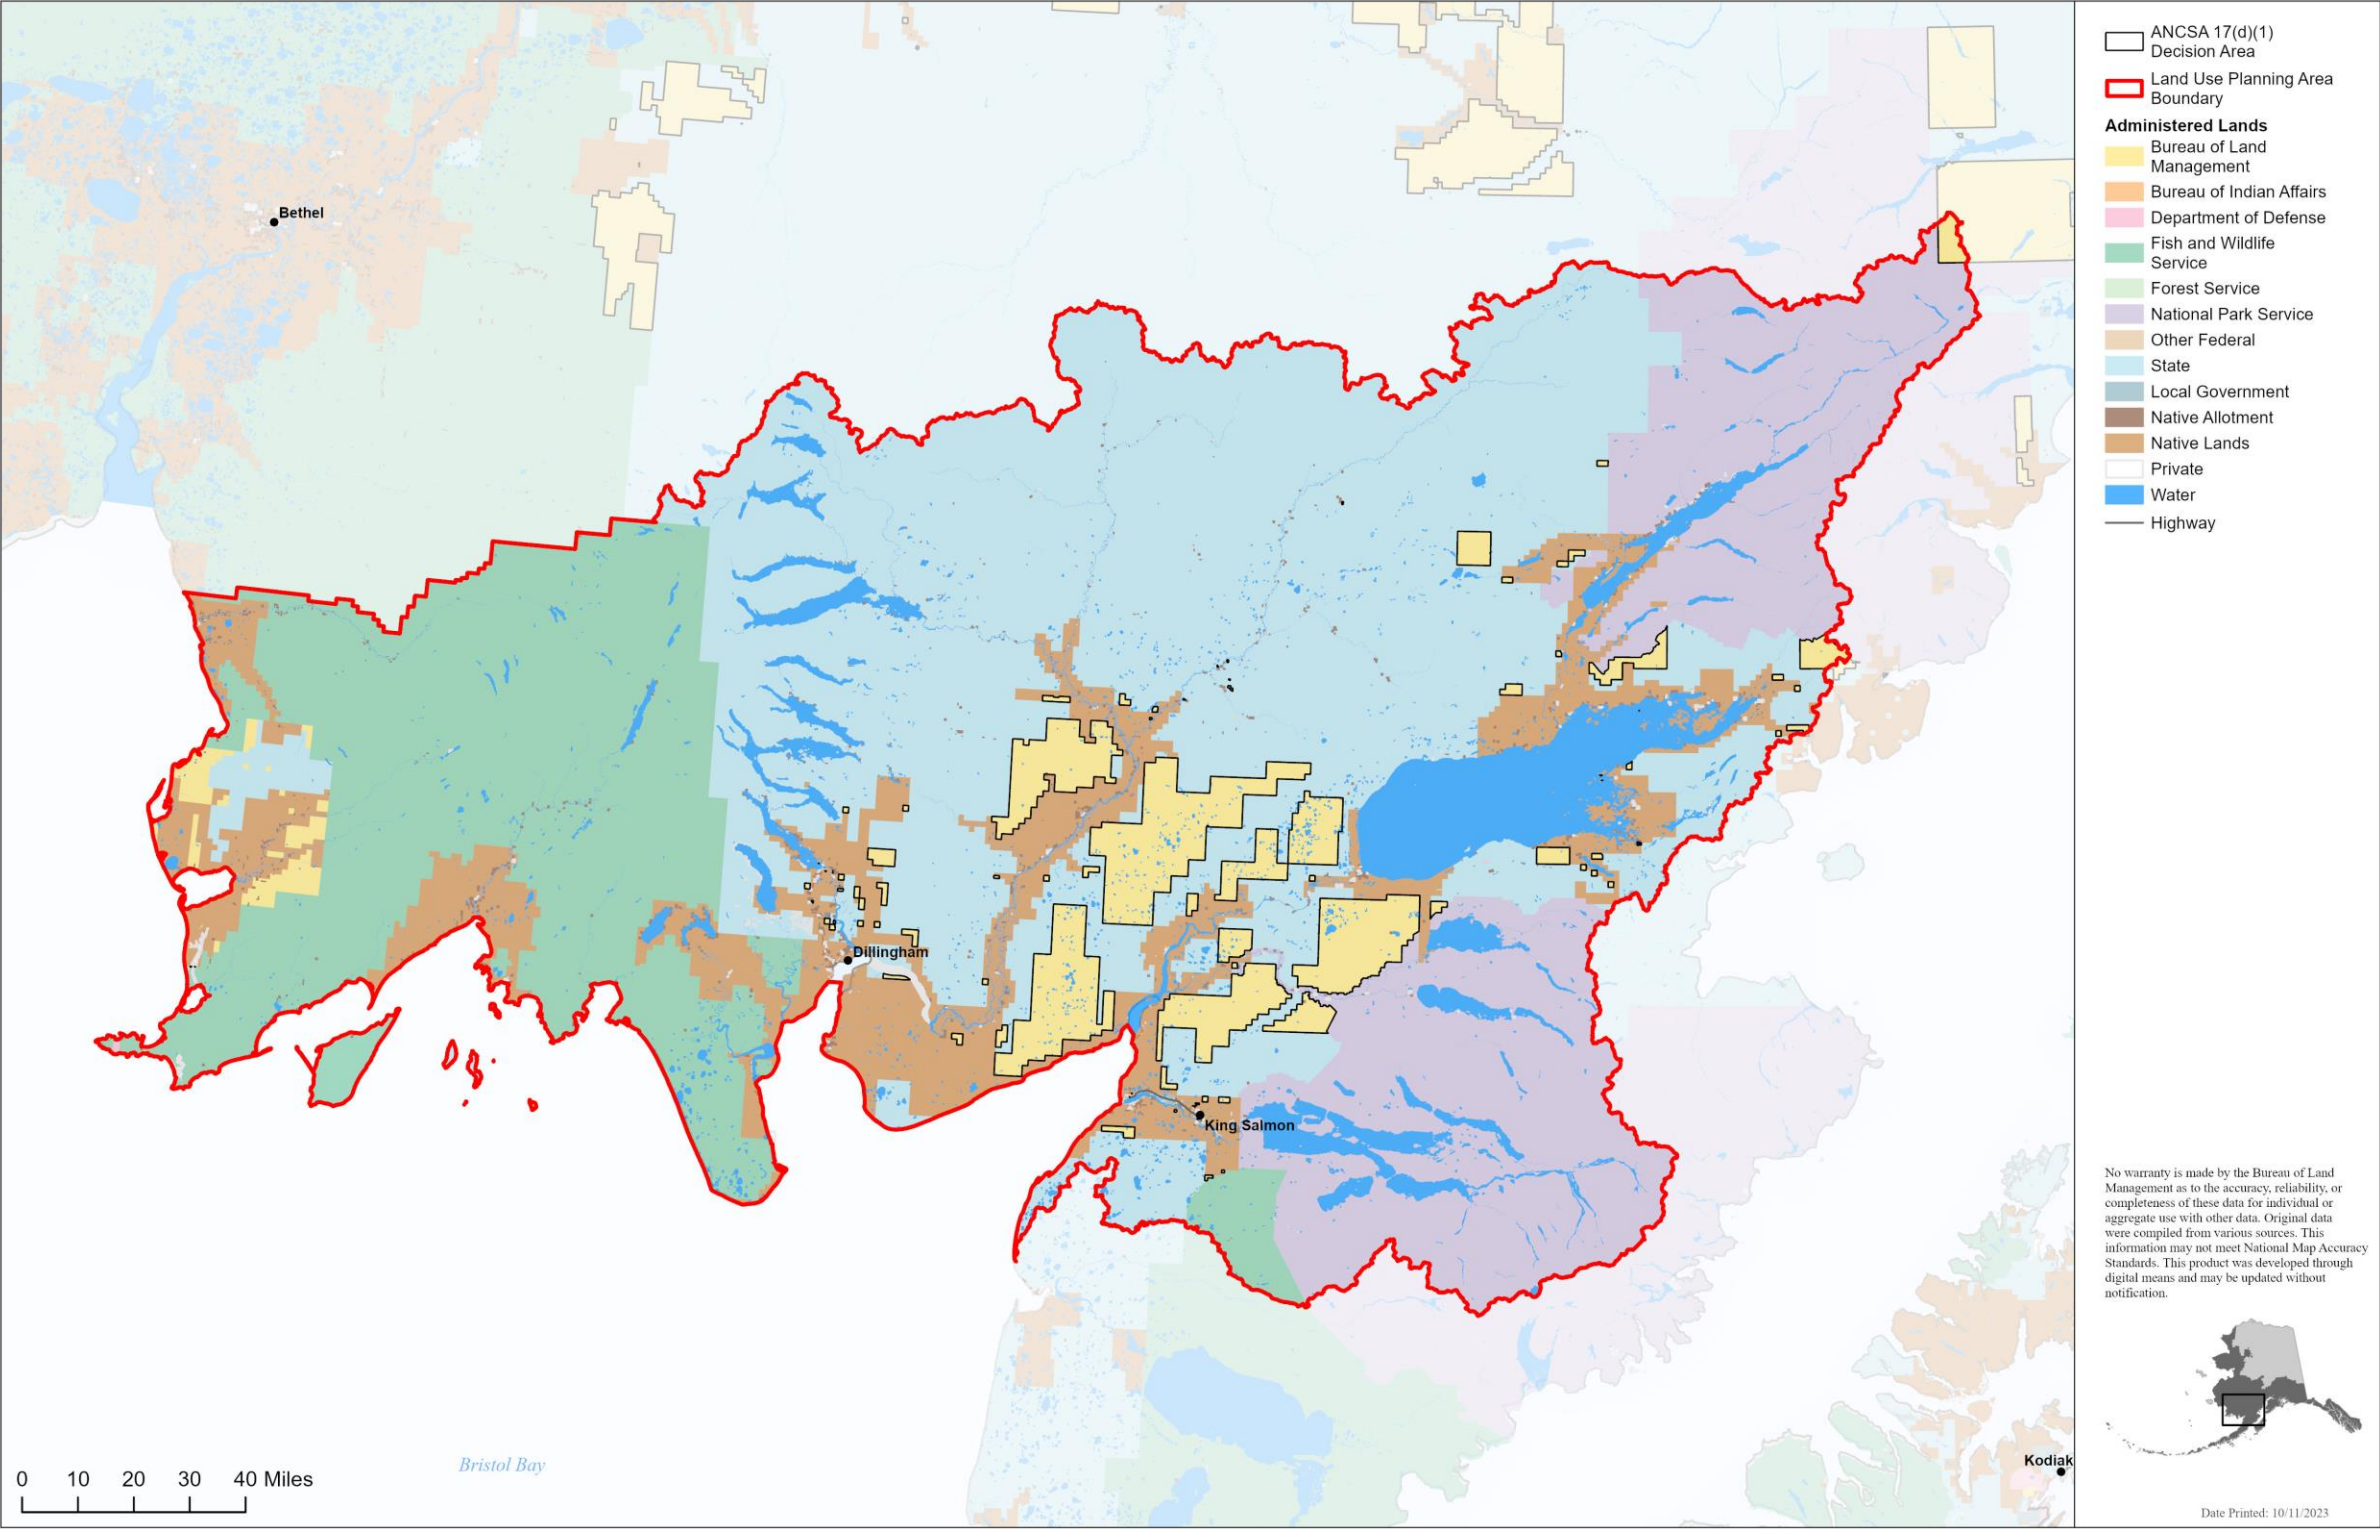 Bethel
Dillingham
King Salmon
Kodiak
Bristol Bay
0 10 20 30 40 Miles
ANCSA 17(d)(1)
Decision Area
Land Use Planning Area
Boundary
Administered Lands
Bureau of Land
Management
Bureau of Indian Affairs
Department of Defense
Fish and Wildlife
Service
Forest Service
National Park Service
Other Federal
State
Local Government
Native Allotment
Native Lands
Private
Water
Highway
No warranty is made by the Bureau of Land
Management as to the accuracy, reliability, or
completeness of these data for individual or
aggregate use with other data. Original data
were compiled from various sources. This
information may not meet National Map Accuracy
Standards. This product was developed through
digital means and may be updated without
notification.
Date Printed: 10/11/2023